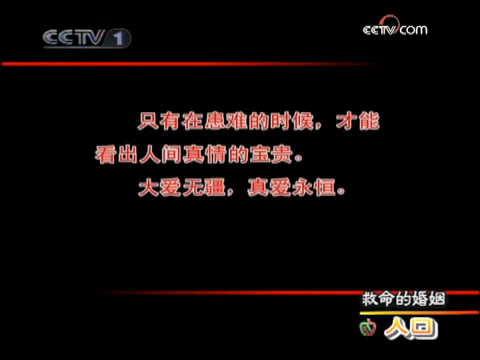 CCTV 1
CCTV.com
只有在患难的时候，才能
看出人间真情的宝贵。
大爱无疆，真爱永恒。
救命的婚姻
人口